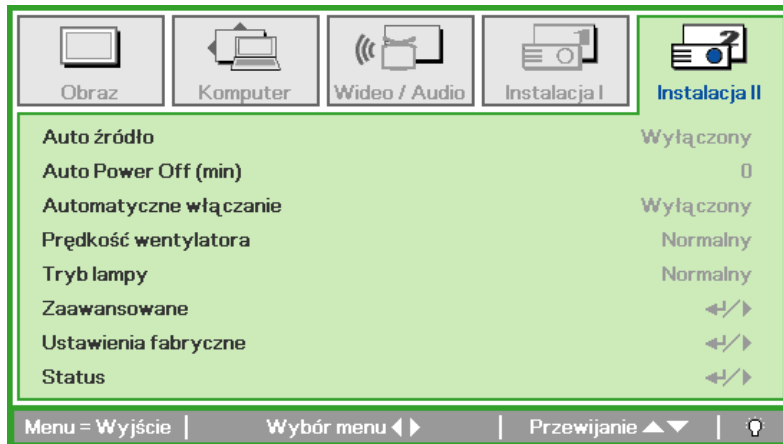 Obraz
Komputer
Wideo / Audio
Instalacja I
Instalacja II
Auto źródło Wyłączony
Auto Power Off (min) 0
Automatyczne włączanie Wyłączony
Prędkość wentylatora Normalny
Tryb lampy Normalny
Zaawansowane
Ustawienia fabryczne
Status
Menu = Wyjście | Wybór menu | Przewijanie |